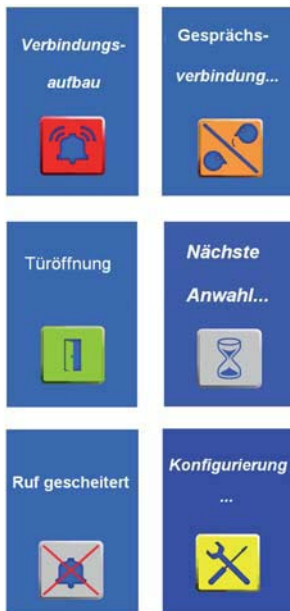 Verbindungs-
aufbau
Gesprächs-
verbindung...
Türöffnung
Nächste
Anwahl...
Ruf gescheitert
Konfigurierung
...